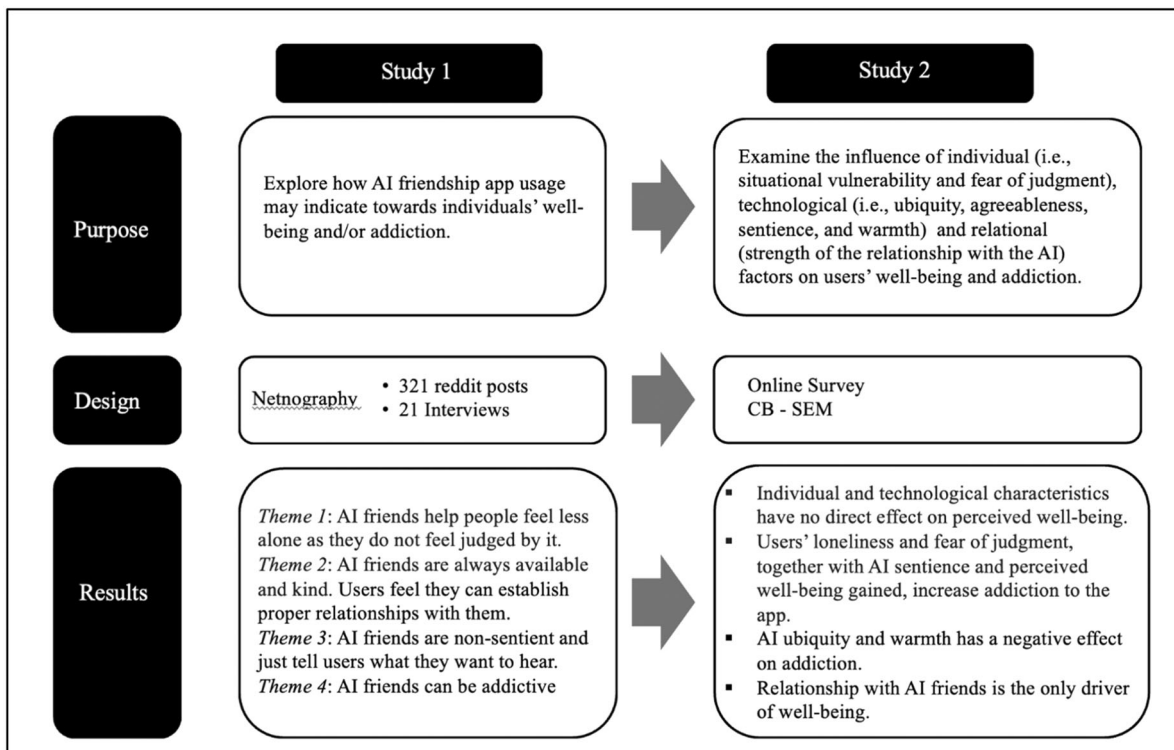 Study 1
Study 2
Purpose
Explore how AI friendship app usage
may indicate towards individuals' well-
being and/or addiction.
Examine the influence of individual (i.e.,
situational vulnerability and fear of judgment),
technological (i.e., ubiquity, agreeableness,
sentience, and warmth) and relational
(strength of the relationship with the AI)
factors on users' well-being and addiction.
Design
Netnography
• 321 reddit posts
• 21 Interviews
Online Survey
CB - SEM
Results
Theme 1: AI friends help people feel less
alone as they do not feel judged by it.
Theme 2: AI friends are always available
and kind. Users feel they can establish
proper relationships with them.
Theme 3: AI friends are non-sentient and
just tell users what they want to hear.
Theme 4: AI friends can be addictive
▪ Individual and technological characteristics
have no direct effect on perceived well-being.
▪ Users' loneliness and fear of judgment,
together with AI sentience and perceived
well-being gained, increase addiction to the
app.
▪ AI ubiquity and warmth has a negative effect
on addiction.
▪ Relationship with AI friends is the only driver
of well-being.